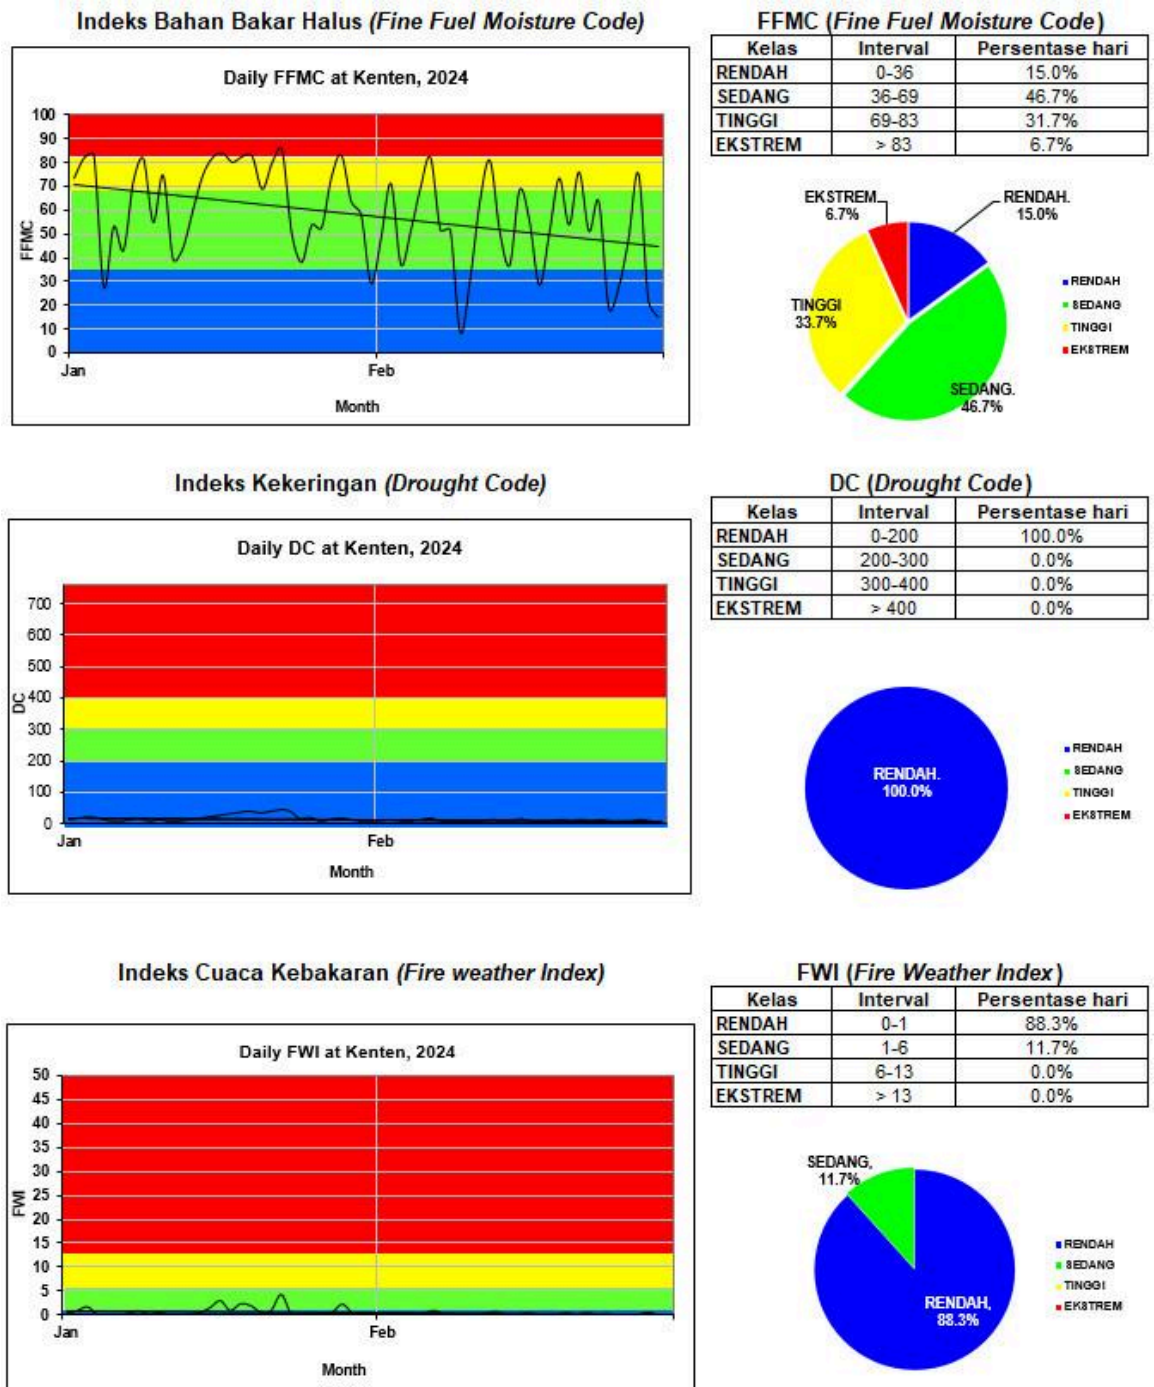 Indeks Bahan Bakar Halus (Fine Fuel Moisture Code)
Daily FFMC at Kenten, 2024
100
90
80
70
60
50
40
30
20
10
0
FFMC
Jan Feb
Month
FFMC (Fine Fuel Moisture Code)
Kelas Interval Persentase hari
RENDAH 0-36 15.0%
SEDANG 36-69 46.7%
TINGGI 69-83 31.7%
EKSTREM > 83 6.7%
EKSTREM
6.7%
RENDAH.
15.0%
TINGGI
33.7%
SEDANG.
46.7%
RENDAH
SEDANG
TINGGI
EKSTREM
Indeks Kekeringan (Drought Code)
Daily DC at Kenten, 2024
700
600
500
400
300
200
100
0
DC
Jan Feb
Month
DC (Drought Code)
Kelas Interval Persentase hari
RENDAH 0-200 100.0%
SEDANG 200-300 0.0%
TINGGI 300-400 0.0%
EKSTREM > 400 0.0%
RENDAH.
100.0%
RENDAH
SEDANG
TINGGI
EKSTREM
Indeks Cuaca Kebakaran (Fire weather Index)
Daily FWI at Kenten, 2024
50
45
40
35
30
25
20
15
10
5
0
FWI
Jan Feb
Month
FWI (Fire Weather Index)
Kelas Interval Persentase hari
RENDAH 0-1 88.3%
SEDANG 1-6 11.7%
TINGGI 6-13 0.0%
EKSTREM > 13 0.0%
SEDANG,
11.7%
RENDAH,
88.3%
RENDAH
SEDANG
TINGGI
EKSTREM